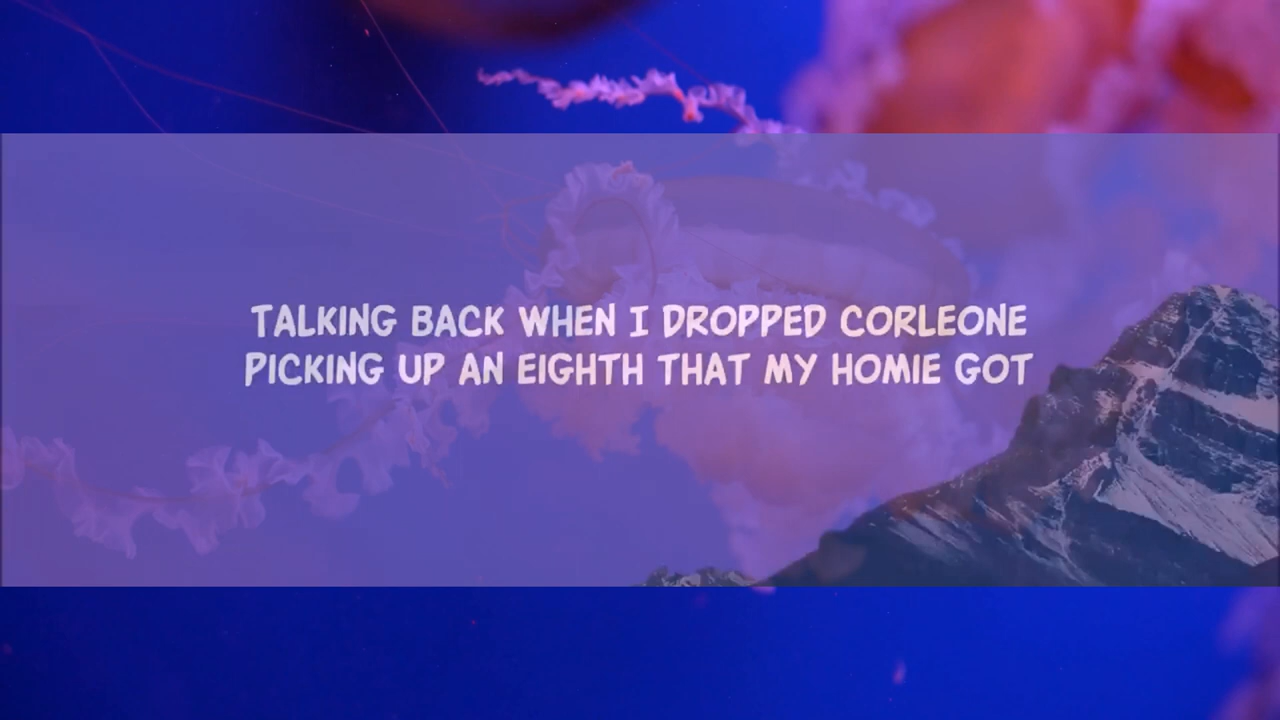 TALKING BACK WHEN I DROPPED CORLEONE
PICKING UP AN EIGHTH THAT MY HOMIE GOT